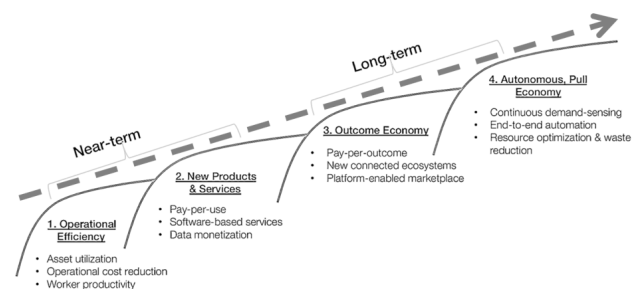 Near-term
Long-term
1. Operational
Efficiency
• Asset utilization
• Operational cost reduction
• Worker productivity
2. New Products
& Services
• Pay-per-use
• Software-based services
• Data monetization
3. Outcome Economy
• Pay-per-outcome
• New connected ecosystems
• Platform-enabled marketplace
4. Autonomous, Pull
Economy
• Continuous demand-sensing
• End-to-end automation
• Resource optimization & waste
reduction